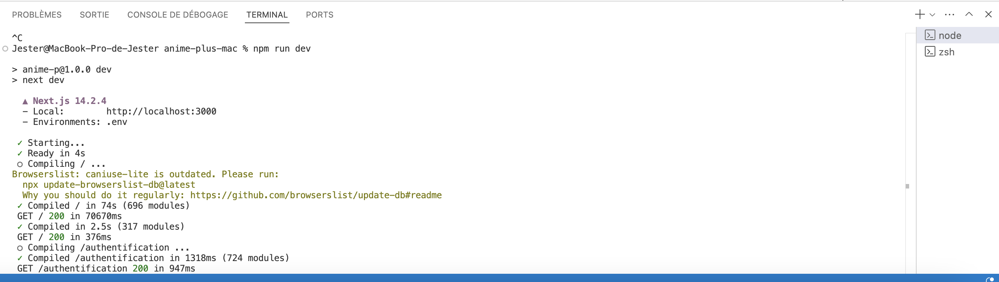 PROBLÈMES SORTIE CONSOLE DE DÉBOGAGE TERMINAL PORTS
^C
Jester@MacBook-Pro-de-Jester anime-plus-mac % npm run dev
> anime-p@1.0.0 dev
> next dev
▲ Next.js 14.2.4
- Local: http://localhost:3000
- Environments: .env
✓ Starting...
✓ Ready in 4s
○ Compiling / ...
Browserslist: caniuse-lite is outdated. Please run:
npx update-browserslist-db@latest
Why you should do it regularly: https://github.com/browserslist/update-db#readme
✓ Compiled / in 74s (696 modules)
GET / 200 in 70670ms
✓ Compiled in 2.5s (317 modules)
GET / 200 in 376ms
○ Compiling /authentification ...
✓ Compiled /authentification in 1318ms (724 modules)
GET /authentification 200 in 947ms
node
zsh